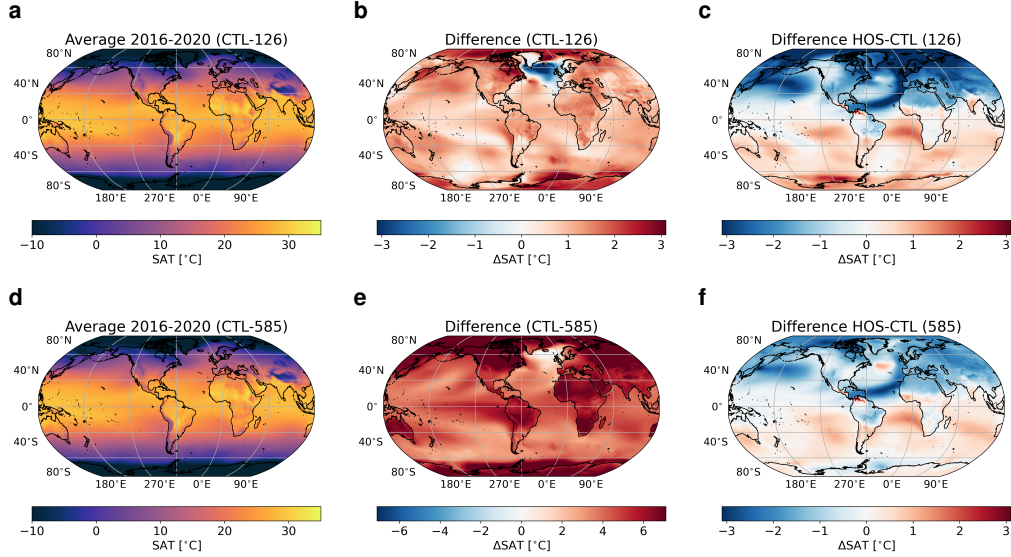 a
Average 2016-2020 (CTL-126)
80°N
40°N
0°
40°S
80°S
180°E 270°E 0°E 90°E
−10 0 10 20 30
SAT [°C]
b
Difference (CTL-126)
80°N
40°N
0°
40°S
80°S
180°E 270°E 0°E 90°E
−3 −2 −1 0 1 2 3
ΔSAT [°C]
c
Difference HOS-CTL (126)
80°N
40°N
0°
40°S
80°S
180°E 270°E 0°E 90°E
−3 −2 −1 0 1 2 3
ΔSAT [°C]
d
Average 2016-2020 (CTL-585)
80°N
40°N
0°
40°S
80°S
180°E 270°E 0°E 90°E
−10 0 10 20 30
SAT [°C]
e
Difference (CTL-585)
80°N
40°N
0°
40°S
80°S
180°E 270°E 0°E 90°E
−6 −4 −2 0 2 4 6
ΔSAT [°C]
f
Difference HOS-CTL (585)
80°N
40°N
0°
40°S
80°S
180°E 270°E 0°E 90°E
−3 −2 −1 0 1 2 3
ΔSAT [°C]